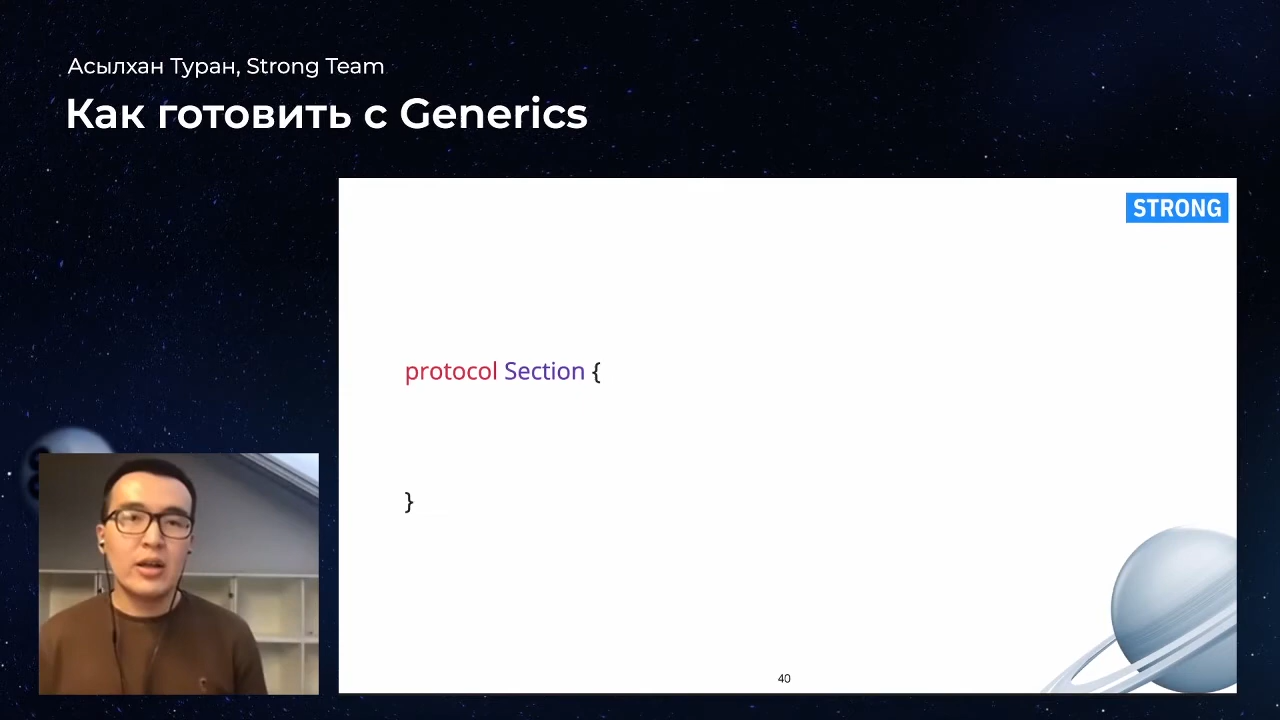 Асылхан Туран, Strong Team
Как готовить с Generics
STRONG
protocol Section {
}
40